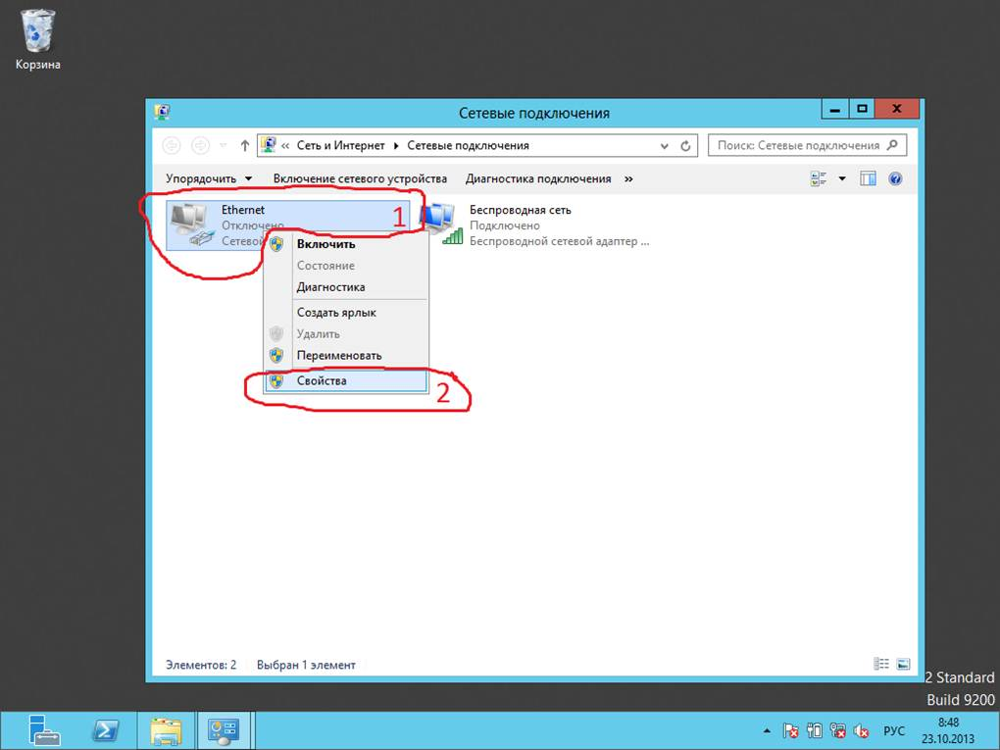 Корзина
Сетевые подключения
« Сеть и Интернет Сетевые подключения
Поиск: Сетевые подключения
Упорядочить Включение сетевого устройства Диагностика подключения »
Ethernet
Отключено
Сетевой
1
Беспроводная сеть
Подключено
Беспроводной сетевой адаптер ...
Включить
Состояние
Диагностика
Создать ярлык
Удалить
Переименовать
Свойства
2
Элементов: 2 Выбран 1 элемент
2 Standard
Build 9200
РУС
8:48
23.10.2013